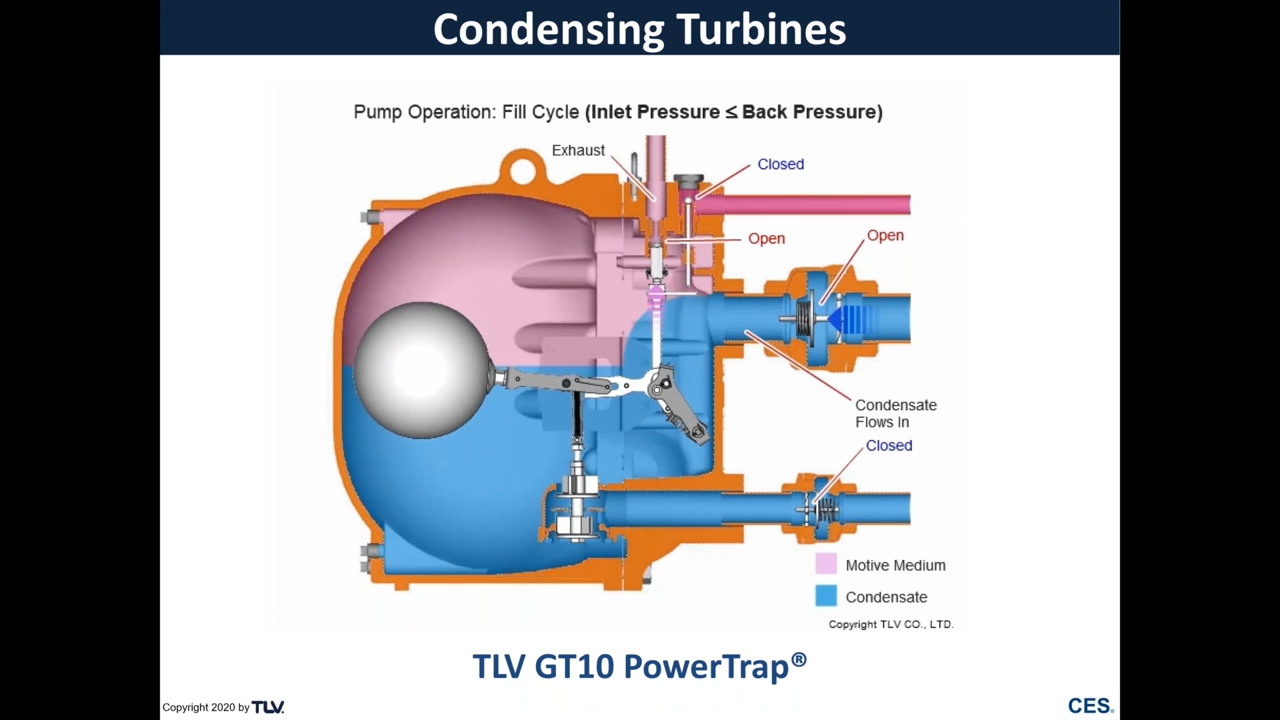 Condensing Turbines
Pump Operation: Fill Cycle (Inlet Pressure ≤ Back Pressure)
Exhaust
Closed
Open
Open
Condensate
Flows In
Closed
Motive Medium
Condensate
Copyright TLV CO., LTD.
TLV GT10 PowerTrap®
Copyright 2020 by TLV.
CES®